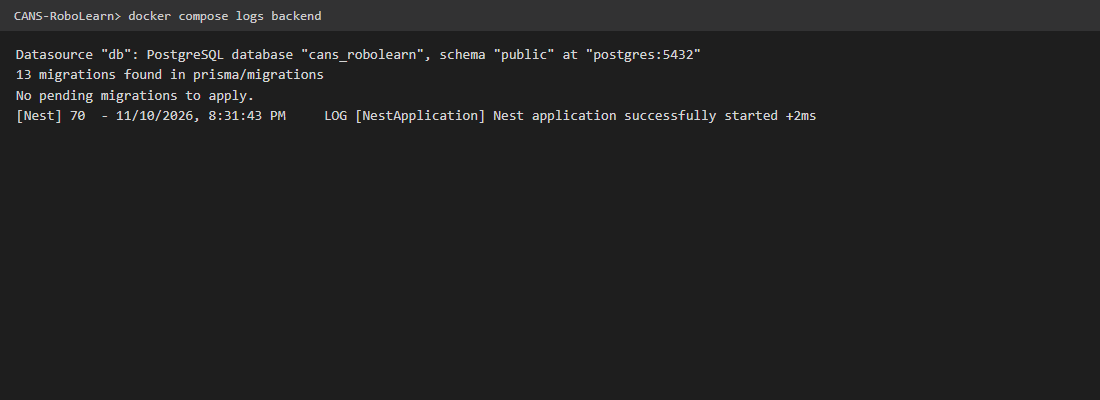 CANS-RoboLearn> docker compose logs backend
Datasource "db": PostgreSQL database "cans_robolearn", schema "public" at "postgres:5432"
13 migrations found in prisma/migrations
No pending migrations to apply.
[Nest] 70  - 11/10/2026, 8:31:43 PM     LOG [NestApplication] Nest application successfully started +2ms